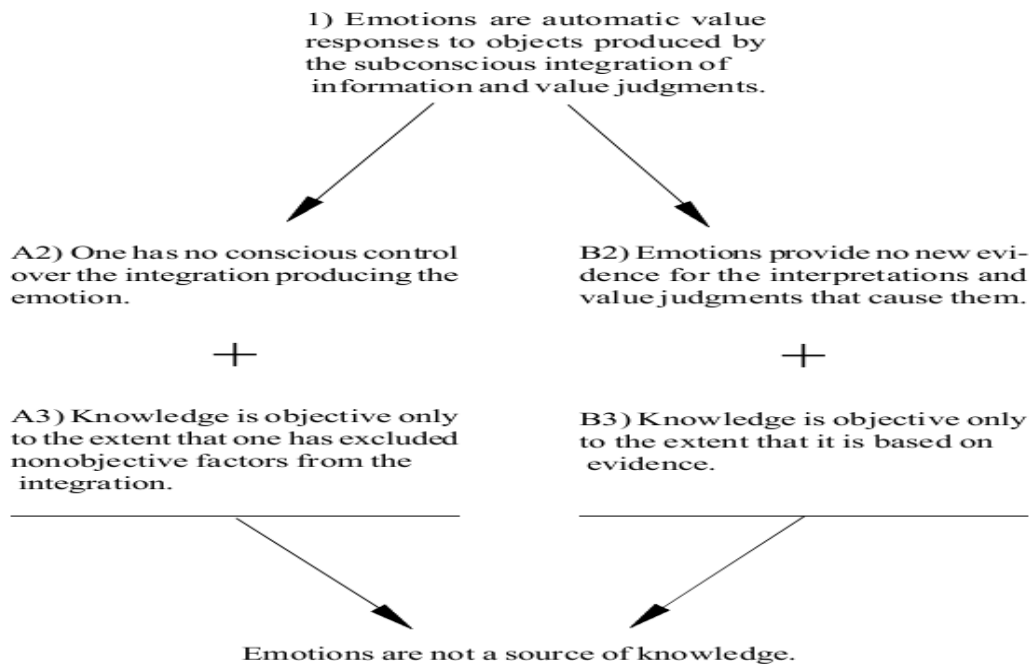 1) Emotions are automatic value
responses to objects produced by
the subconscious integration of
information and value judgments.
A2) One has no conscious control
over the integration producing the
emotion.
+
A3) Knowledge is objective only
to the extent that one has excluded
nonobjective factors from the
integration.
B2) Emotions provide no new evi-
dence for the interpretations and
value judgments that cause them.
+
B3) Knowledge is objective only
to the extent that it is based on
evidence.
Emotions are not a source of knowledge.